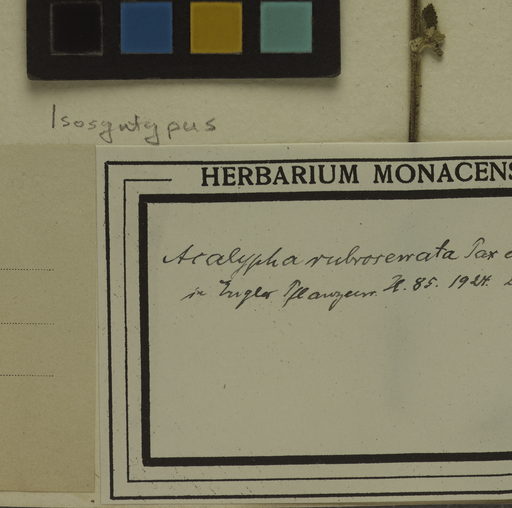 Isosyntypus
HERBARIUM MONACENS
Acalypha rubroserrata Pax
in Engler Pflanzenr. H. 85. 1924.